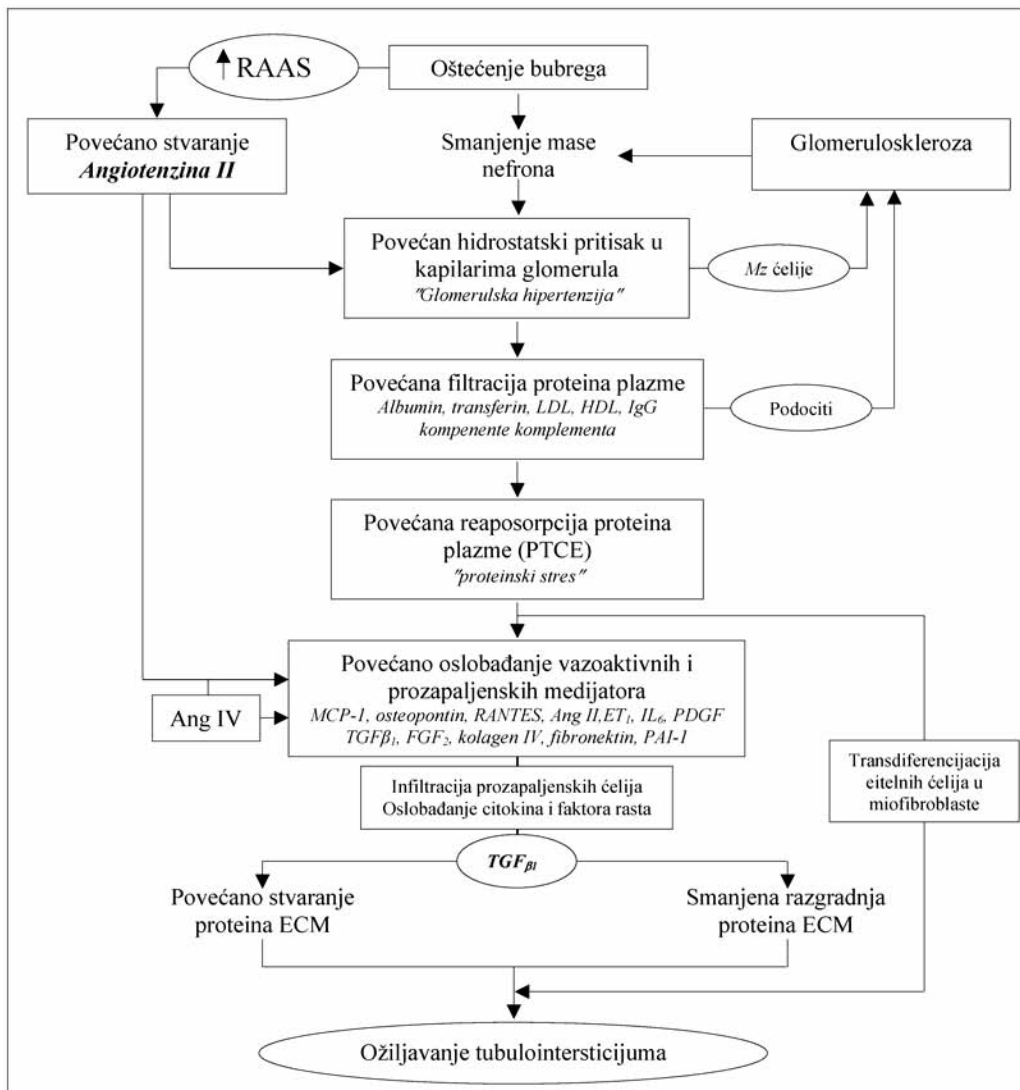 RAAS
Oštećenje bubrega
Povećano stvaranje
Angiotenzina II
Smanjenje mase
nefrona
Glomeruloskleroza
Povećan hidrostatski pritisak u
kapilarima glomerula
"Glomerulska hipertenzija"
Mz ćelije
Povećana filtracija proteina plazme
Albumin, transferin, LDL, HDL, IgG
kompenente komplementa
Podociti
Povećana reaposorpcija proteina
plazme (PTCE)
"proteinski stres"
Povećano oslobađanje vazoaktivnih i
prozapaljenskih medijatora
MCP-1, osteopontin, RANTES, Ang II,ET₁, IL₆, PDGF
TGFβ₁, FGF₂, kolagen IV, fibronektin, PAI-1
Ang IV
Infiltracija prozapaljenskih ćelija
Oslobađanje citokina i faktora rasta
Transdiferencijacija
eitelnih ćelija u
miofibroblaste
TGFβ1
Povećano stvaranje
proteina ECM
Smanjena razgradnja
proteina ECM
Ožiljavanje tubulointersticijuma